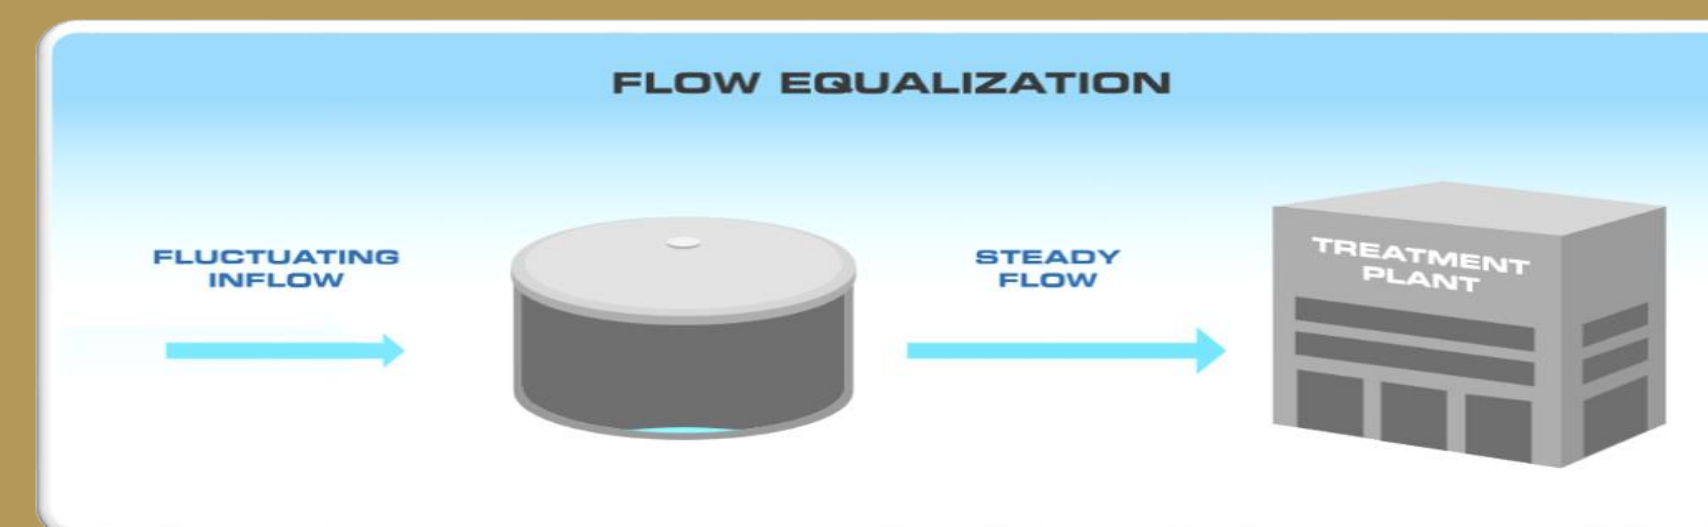 FLOW EQUALIZATION
FLUCTUATING
INFLOW
STEADY
FLOW
TREATMENT
PLANT